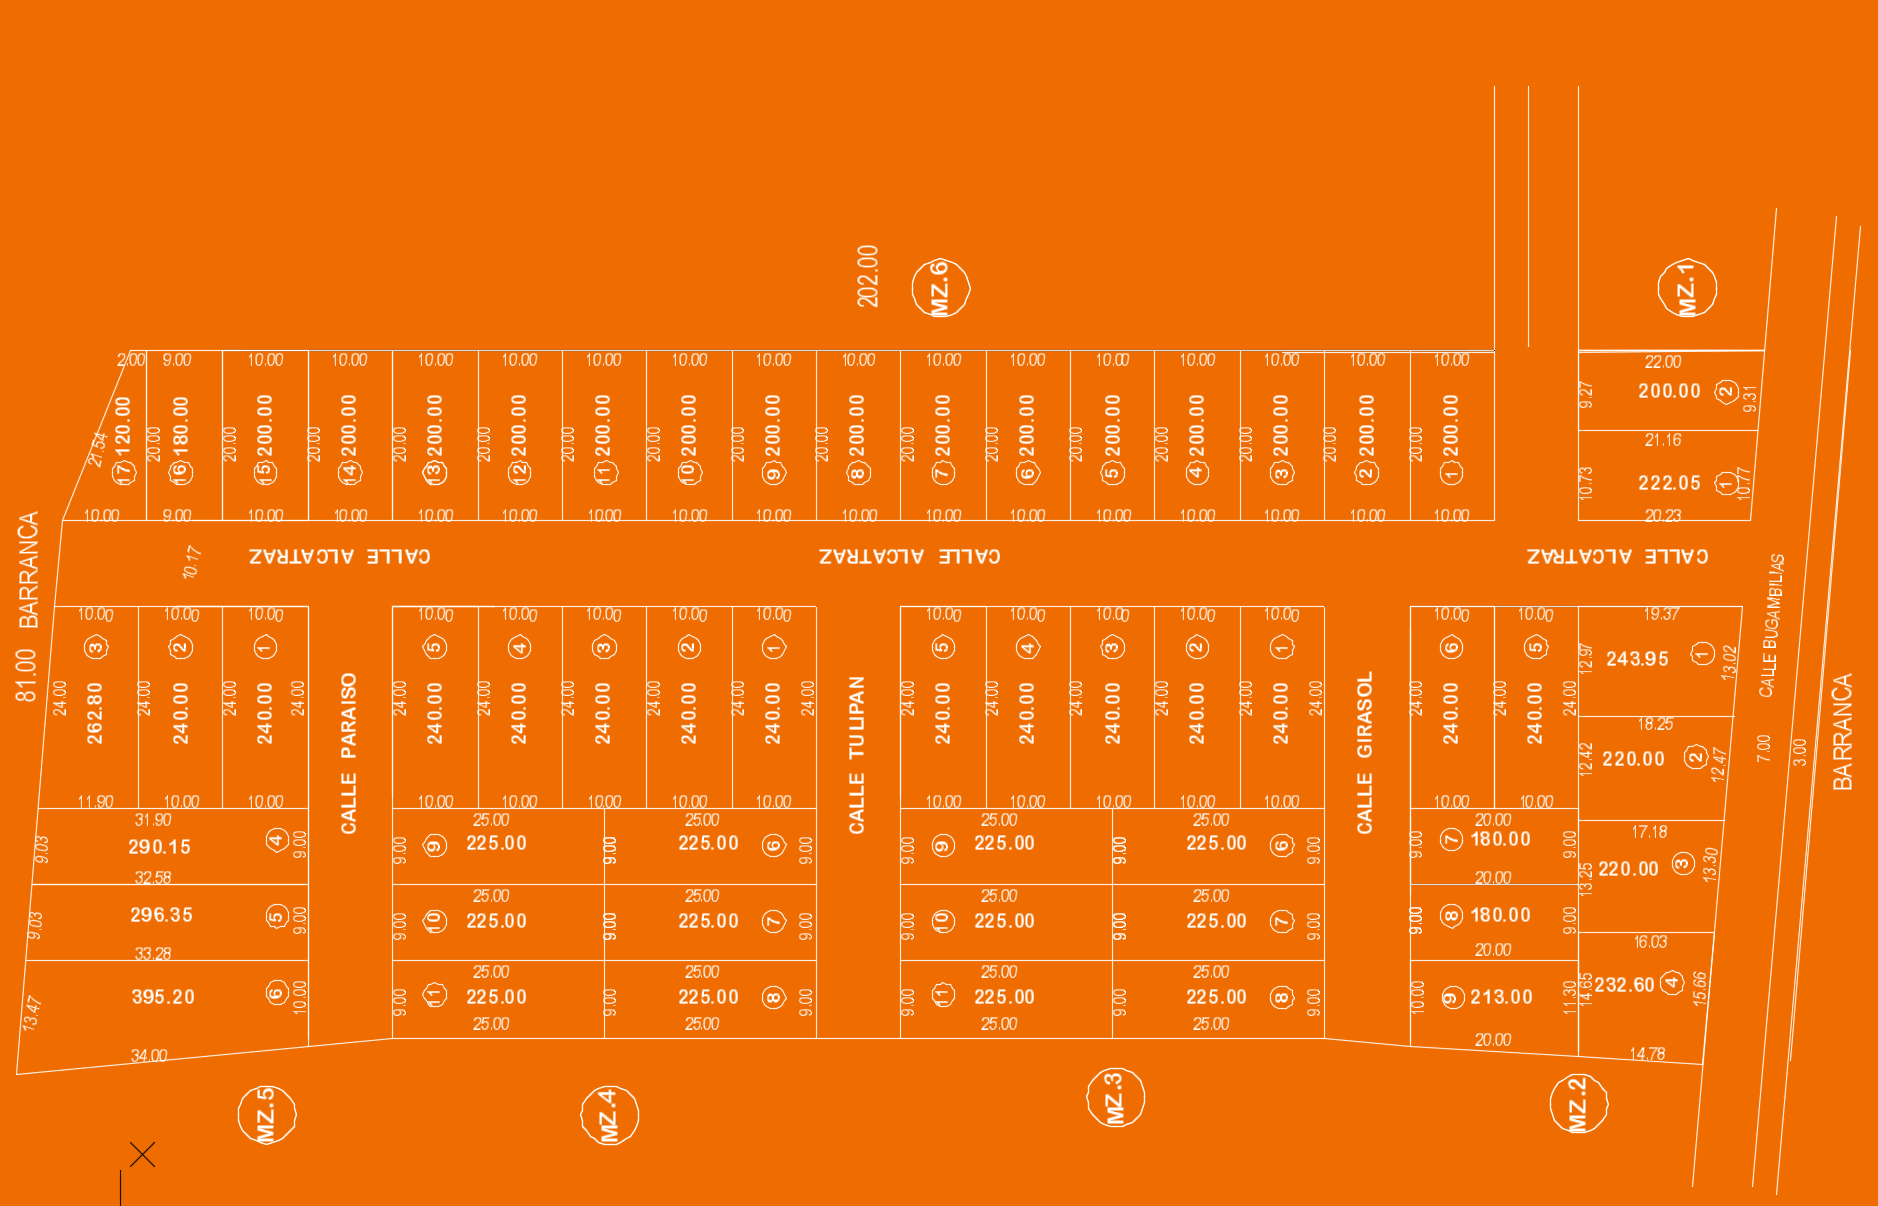 202.00
MZ.6
MZ.1
2.00 9.00 10.00 10.00 10.00 10.00 10.00 10.00 10.00 10.00 10.00 10.00 10.00 10.00 10.00 10.00 10.00
22.00
9.27 200.00 2 9.31
21.16
21.54 20.00 20.00 20.00 20.00 20.00 20.00 20.00 20.00 20.00 20.00 20.00 20.00 20.00 20.00 20.00 20.00
17 120.00
16 180.00
15 200.00
14 200.00
13 200.00
12 200.00
11 200.00
10 200.00
9 200.00
8 200.00
7 200.00
6 200.00
5 200.00
4 200.00
3 200.00
2 200.00
1 200.00
10.73 222.05 1 10.77
20.23
10.00 9.00 10.00 10.00 10.00 10.00 10.00 10.00 10.00 10.00 10.00 10.00 10.00 10.00 10.00 10.00 10.00
81.00 BARRANCA
10.17
CALLE ALCATRAZ
CALLE ALCATRAZ
CALLE ALCATRAZ
CALLE BUGAMBILIAS
7.00
3.00
BARRANCA
10.00 10.00 10.00
3 2 1
24.00 262.80 24.00 240.00 24.00 240.00 24.00
11.90 10.00 10.00
31.90
9.03 290.15 4 9.00
32.58
9.03 296.35 5 9.00
33.28
13.47 395.20 6 10.00
34.00
MZ.5
CALLE PARAISO
10.00 10.00 10.00 10.00 10.00
5 4 3 2 1
24.00 240.00 24.00 240.00 24.00 240.00 24.00 240.00 24.00 240.00 24.00
10.00 10.00 10.00 10.00 10.00
25.00 25.00
9.00 9 225.00 9.00 225.00 6 9.00
25.00 25.00
9.00 10 225.00 9.00 225.00 7 9.00
25.00 25.00
9.00 11 225.00 9.00 225.00 8 9.00
25.00 25.00
MZ.4
CALLE TULIPAN
10.00 10.00 10.00 10.00 10.00
5 4 3 2 1
24.00 240.00 24.00 240.00 24.00 240.00 24.00 240.00 24.00 240.00 24.00
10.00 10.00 10.00 10.00 10.00
25.00 25.00
9.00 9 225.00 9.00 225.00 6 9.00
25.00 25.00
9.00 10 225.00 9.00 225.00 7 9.00
25.00 25.00
9.00 11 225.00 9.00 225.00 8 9.00
25.00 25.00
MZ.3
CALLE GIRASOL
10.00 10.00
6 5
24.00 240.00 24.00 240.00 24.00
10.00 10.00
20.00
9.00 7 180.00 9.00
20.00
9.00 8 180.00 9.00
20.00
10.00 9 213.00 11.30
20.00
19.37
12.97 243.95 1 13.02
18.25
12.42 220.00 2 12.47
17.18
13.25 220.00 3 13.30
16.03
14.65 232.60 4 15.66
14.78
MZ.2